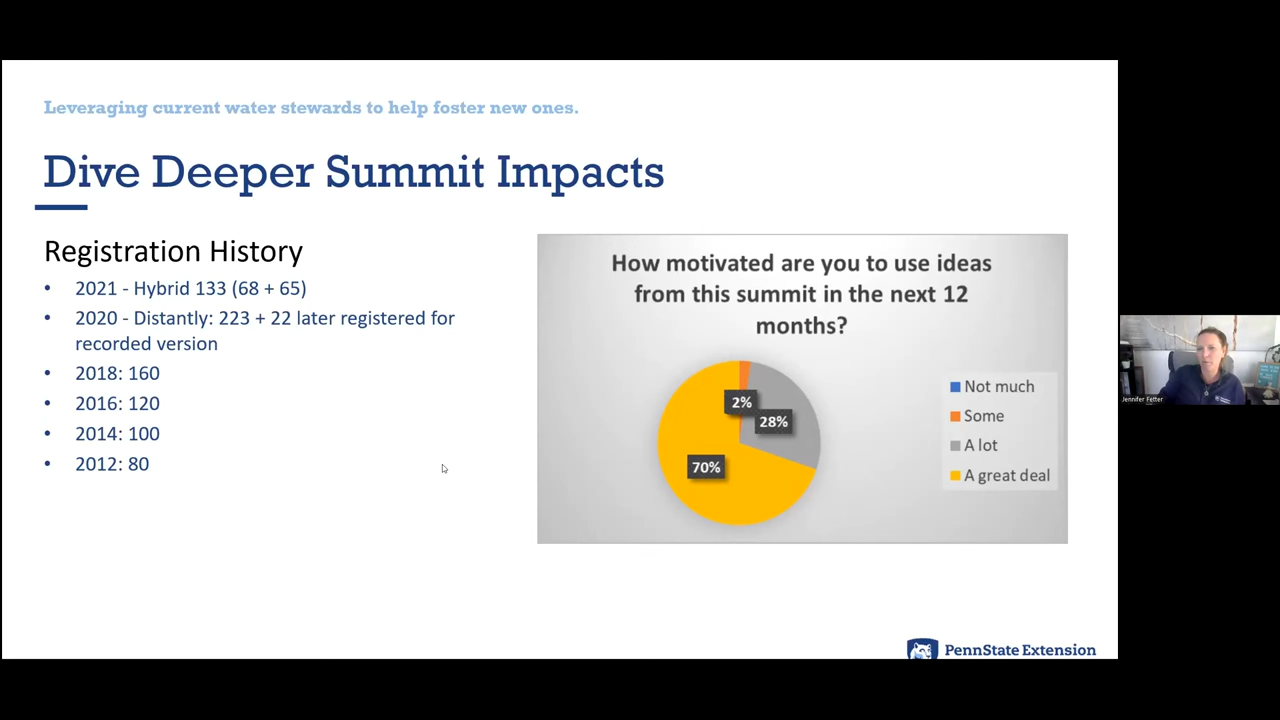 Leveraging current water stewards to help foster new ones.
Dive Deeper Summit Impacts
Registration History
• 2021 - Hybrid 133 (68 + 65)
• 2020 - Distantly: 223 + 22 later registered for
recorded version
• 2018: 160
• 2016: 120
• 2014: 100
• 2012: 80
How motivated are you to use ideas
from this summit in the next 12
months?
2%
28%
70%
Not much
Some
A lot
A great deal
Jennifer Fetter
PennState Extension